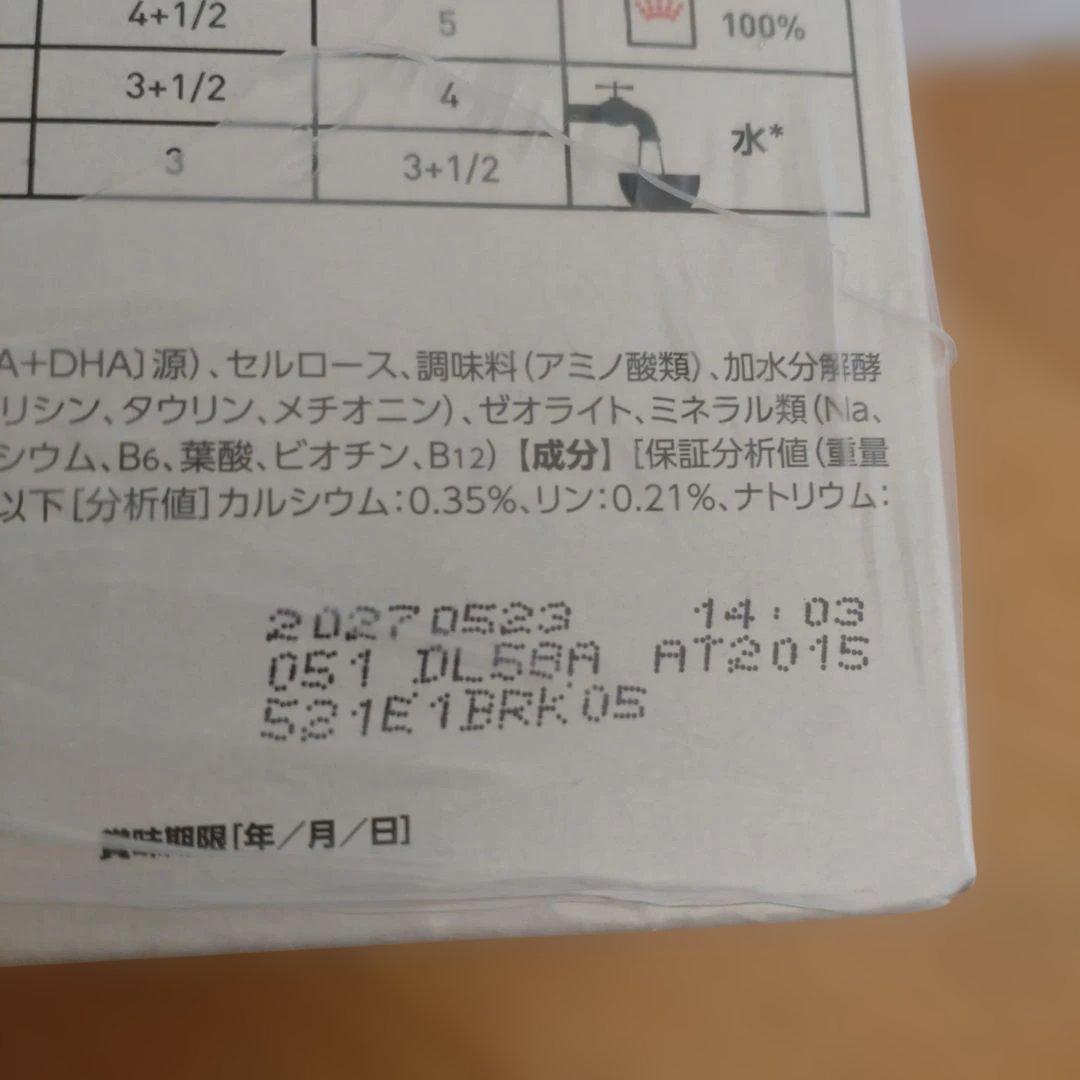 4+1/2 5 100%
3+1/2 4 水*
3 3+1/2
A+DHA〕源)、セルロース、調味料(アミノ酸類)、加水分解酵
リシン、タウリン、メチオニン)、ゼオライト、ミネラル類(Na、
シウム、B6、葉酸、ビオチン、B12)【成分】[保証分析値(重量
以下[分析値]カルシウム:0.35%、リン:0.21%、ナトリウム:
20270523 14:03
051 DL58A AT2015
521E1BRK05
賞味期限[年/月/日]